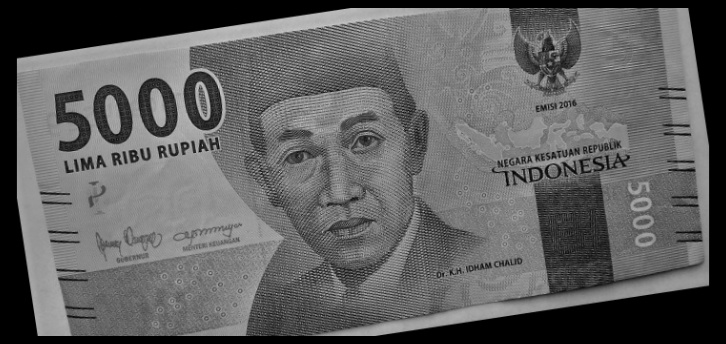 5000
LIMA RIBU RUPIAH
EMISI 2016
NEGARA KESATUAN REPUBLIK
INDONESIA
5000
GUBERNUR
MENTERI KEUANGAN
Dr. K.H. IDHAM CHALID